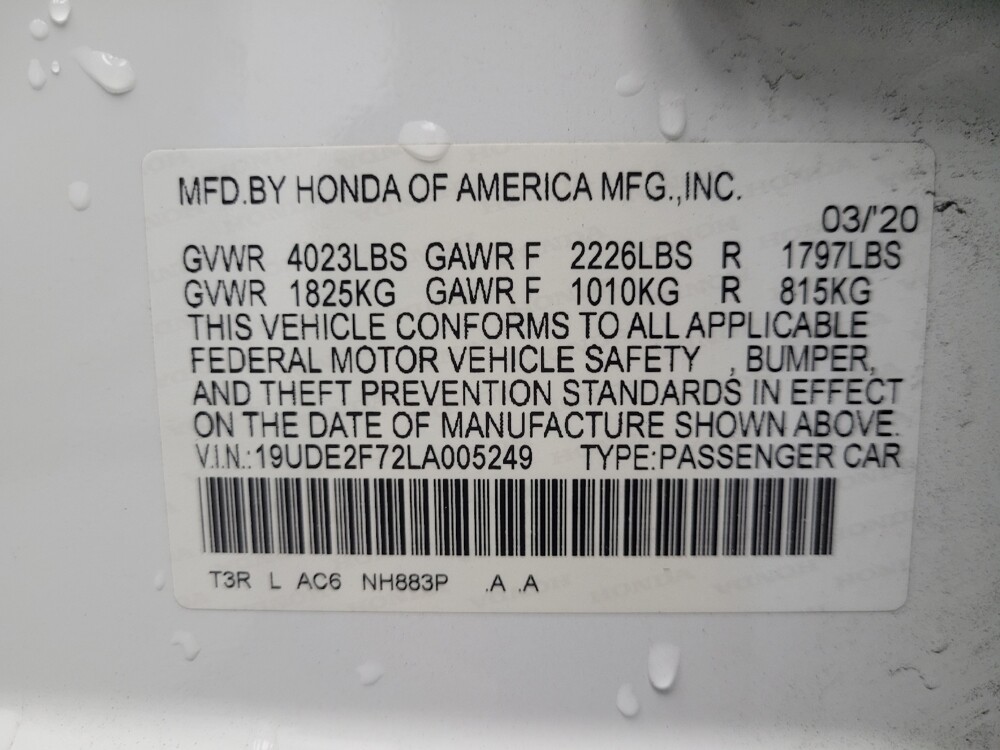 MFD.BY HONDA OF AMERICA MFG.,INC.
03/'20
GVWR 4023LBS GAWR F 2226LBS R 1797LBS
GVWR 1825KG GAWR F 1010KG R 815KG
THIS VEHICLE CONFORMS TO ALL APPLICABLE
FEDERAL MOTOR VEHICLE SAFETY , BUMPER,
AND THEFT PREVENTION STANDARDS IN EFFECT
ON THE DATE OF MANUFACTURE SHOWN ABOVE.
V.I.N.:19UDE2F72LA005249 TYPE:PASSENGER CAR
T3R L AC6 NH883P .A .A